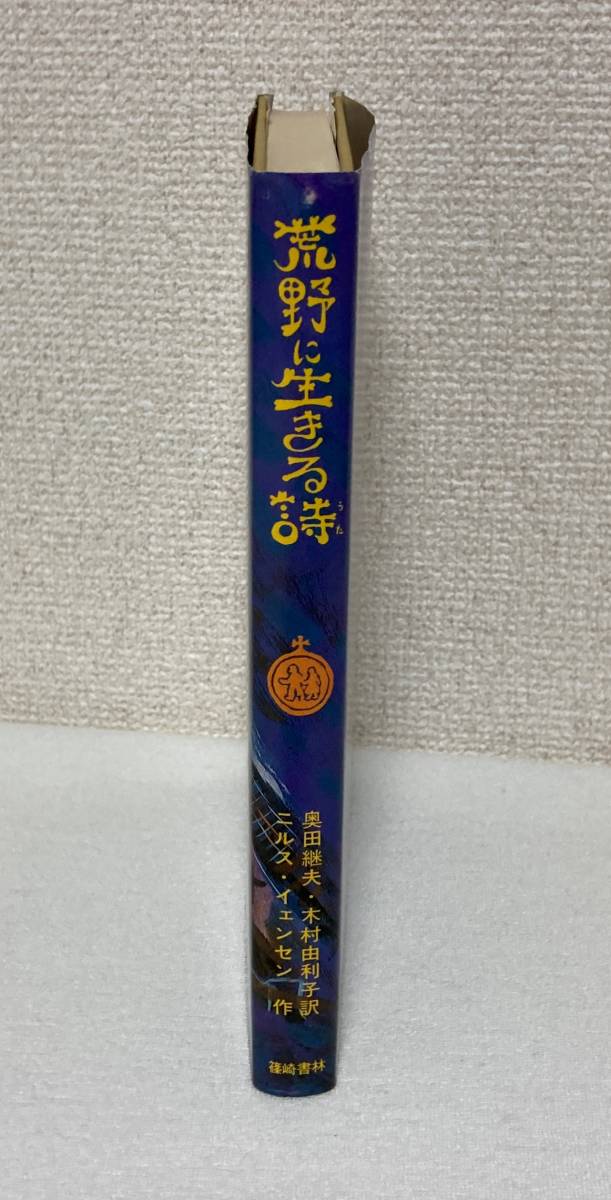 荒野に生きる詩
うた
奥田継夫・木村由利子訳
ニルス・イェンセン 作
篠崎書林